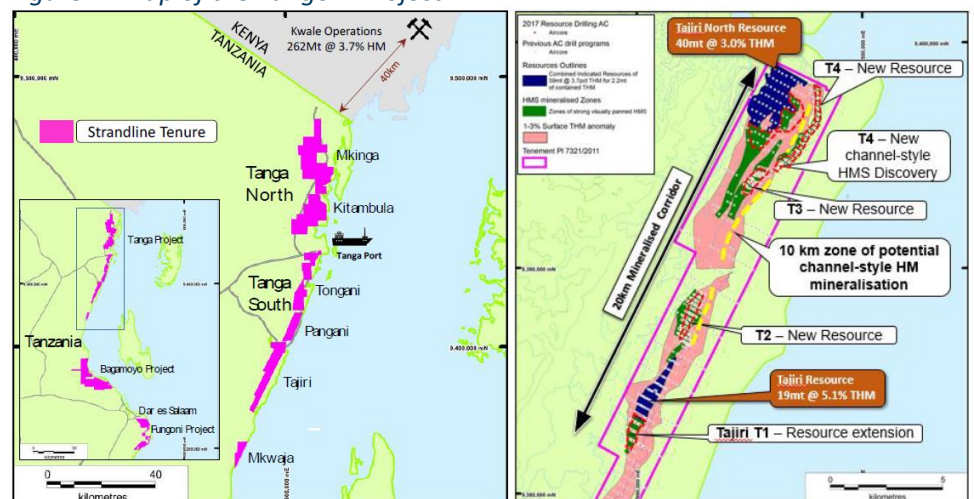 KENYA
TANZANIA
Kwale Operations
262Mt @ 3.7% HM
40km
9,500,000 mN
Strandline Tenure
Tanga
North
Mkinga
Kitambula
Tanga Port
Tanga
South
Tongani
Pangani
Tajiri
Mkwaja
9,400,000 mN
Tanga Project
Tanzania
Bagamoyo Project
Dar es Salaam
Fungoni Project
kilometres
0 40
kilometres
2017 Resource Drilling AC
Aircore
Previous AC drill programs
Aircore
Resources Outlines
Combined Indicated Resources of
59mt @ 3.7pct THM for 2.2mt
of contained THM
HMS mineralised Zones
Zones of strong visually panned HMS
1-3% Surface THM anomaly
Tenement Pl 7321/2011
Tajiri North Resource
40mt @ 3.0% THM
T4 – New Resource
T4 – New
channel-style
HMS Discovery
T3 – New Resource
10 km zone of potential
channel-style HM
mineralisation
20km Mineralised Corridor
T2 – New Resource
Tajiri Resource
19mt @ 5.1% THM
Tajiri T1 – Resource extension
0 5
kilometres